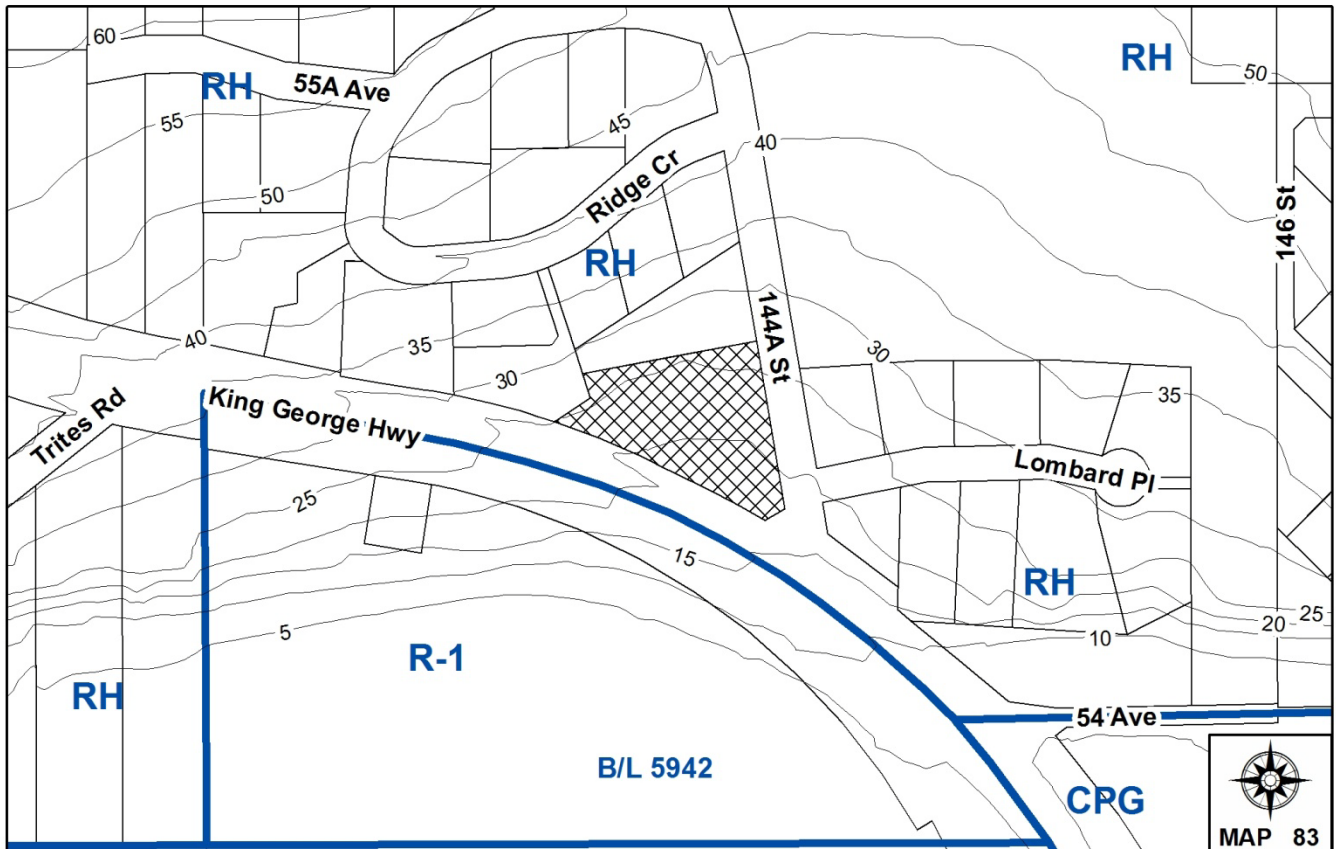 60
RH
55A Ave
RH
50
55
45
40
50
Ridge Cr
146 St
RH
144A St
40
35
30
30
35
King George Hwy
Trites Rd
Lombard Pl
25
15
RH
25
20
5
10
R-1
RH
54 Ave
B/L 5942
CPG
MAP 83